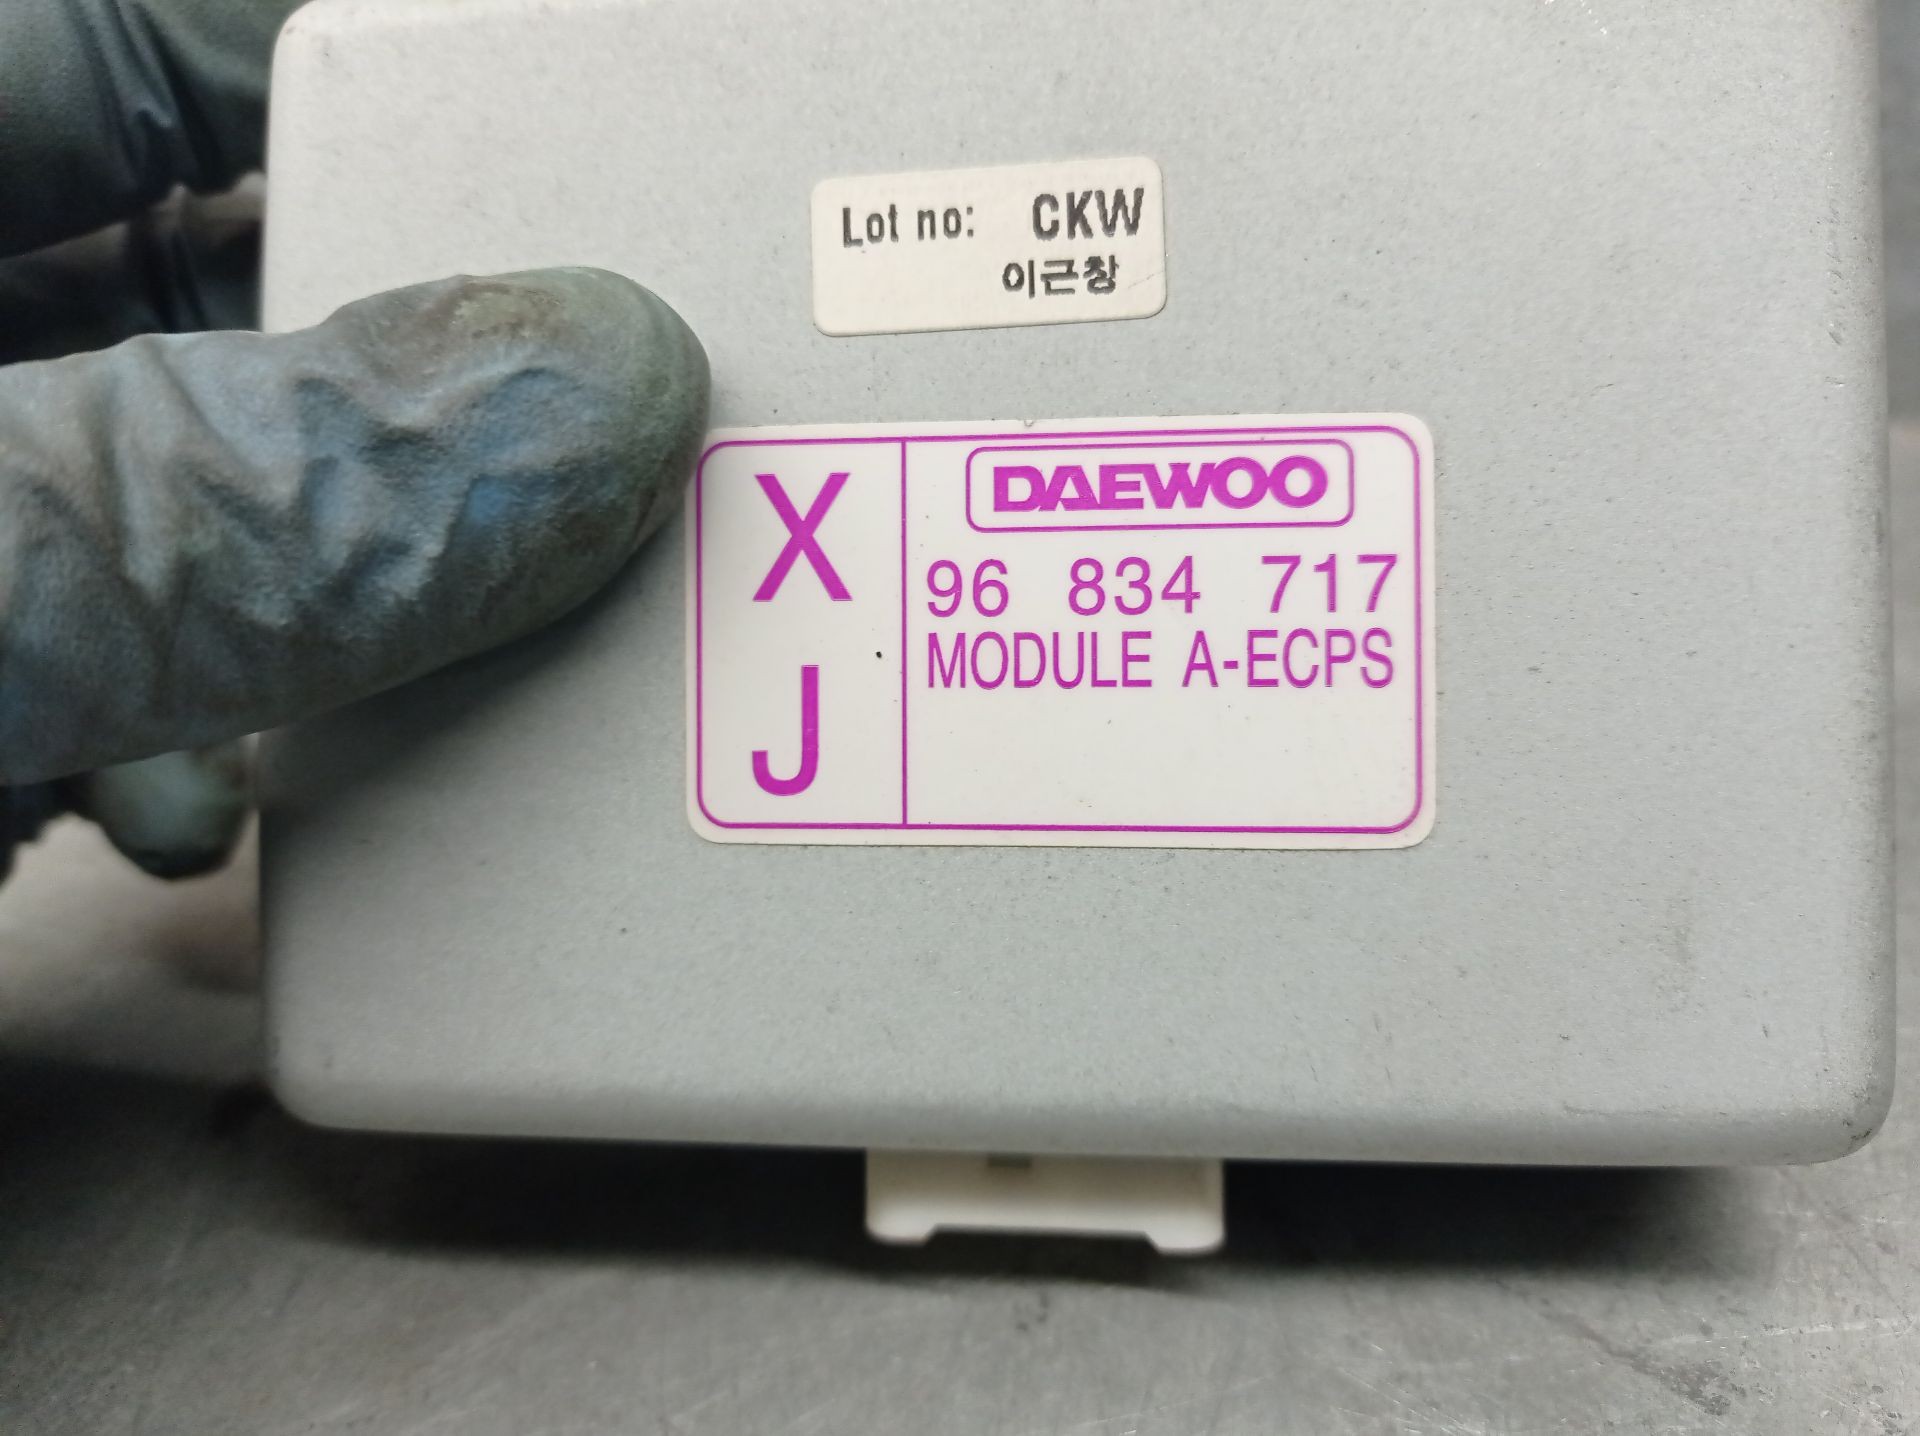 Lot no: CKW
이근창
X
J
DAEWOO
96 834 717
MODULE A-ECPS